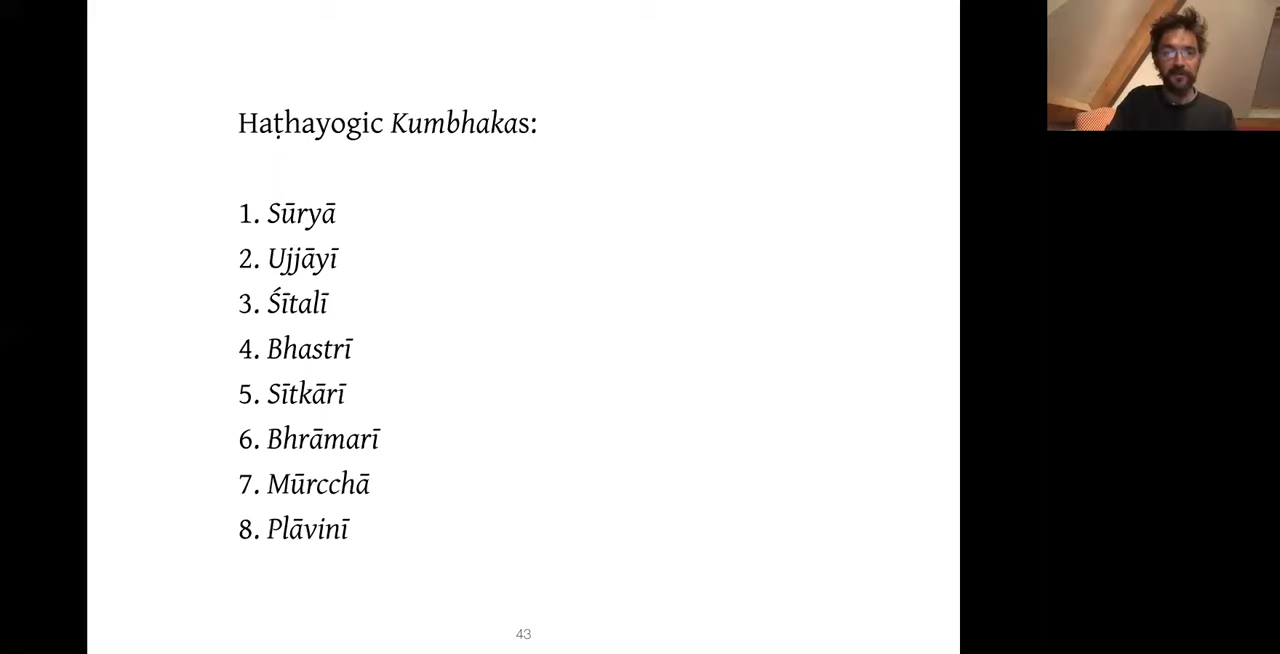 Haṭhayogic Kumbhakas:
1. Sūryā
2. Ujjāyī
3. Śītalī
4. Bhastrī
5. Sītkārī
6. Bhrāmarī
7. Mūrcchā
8. Plāvinī
43